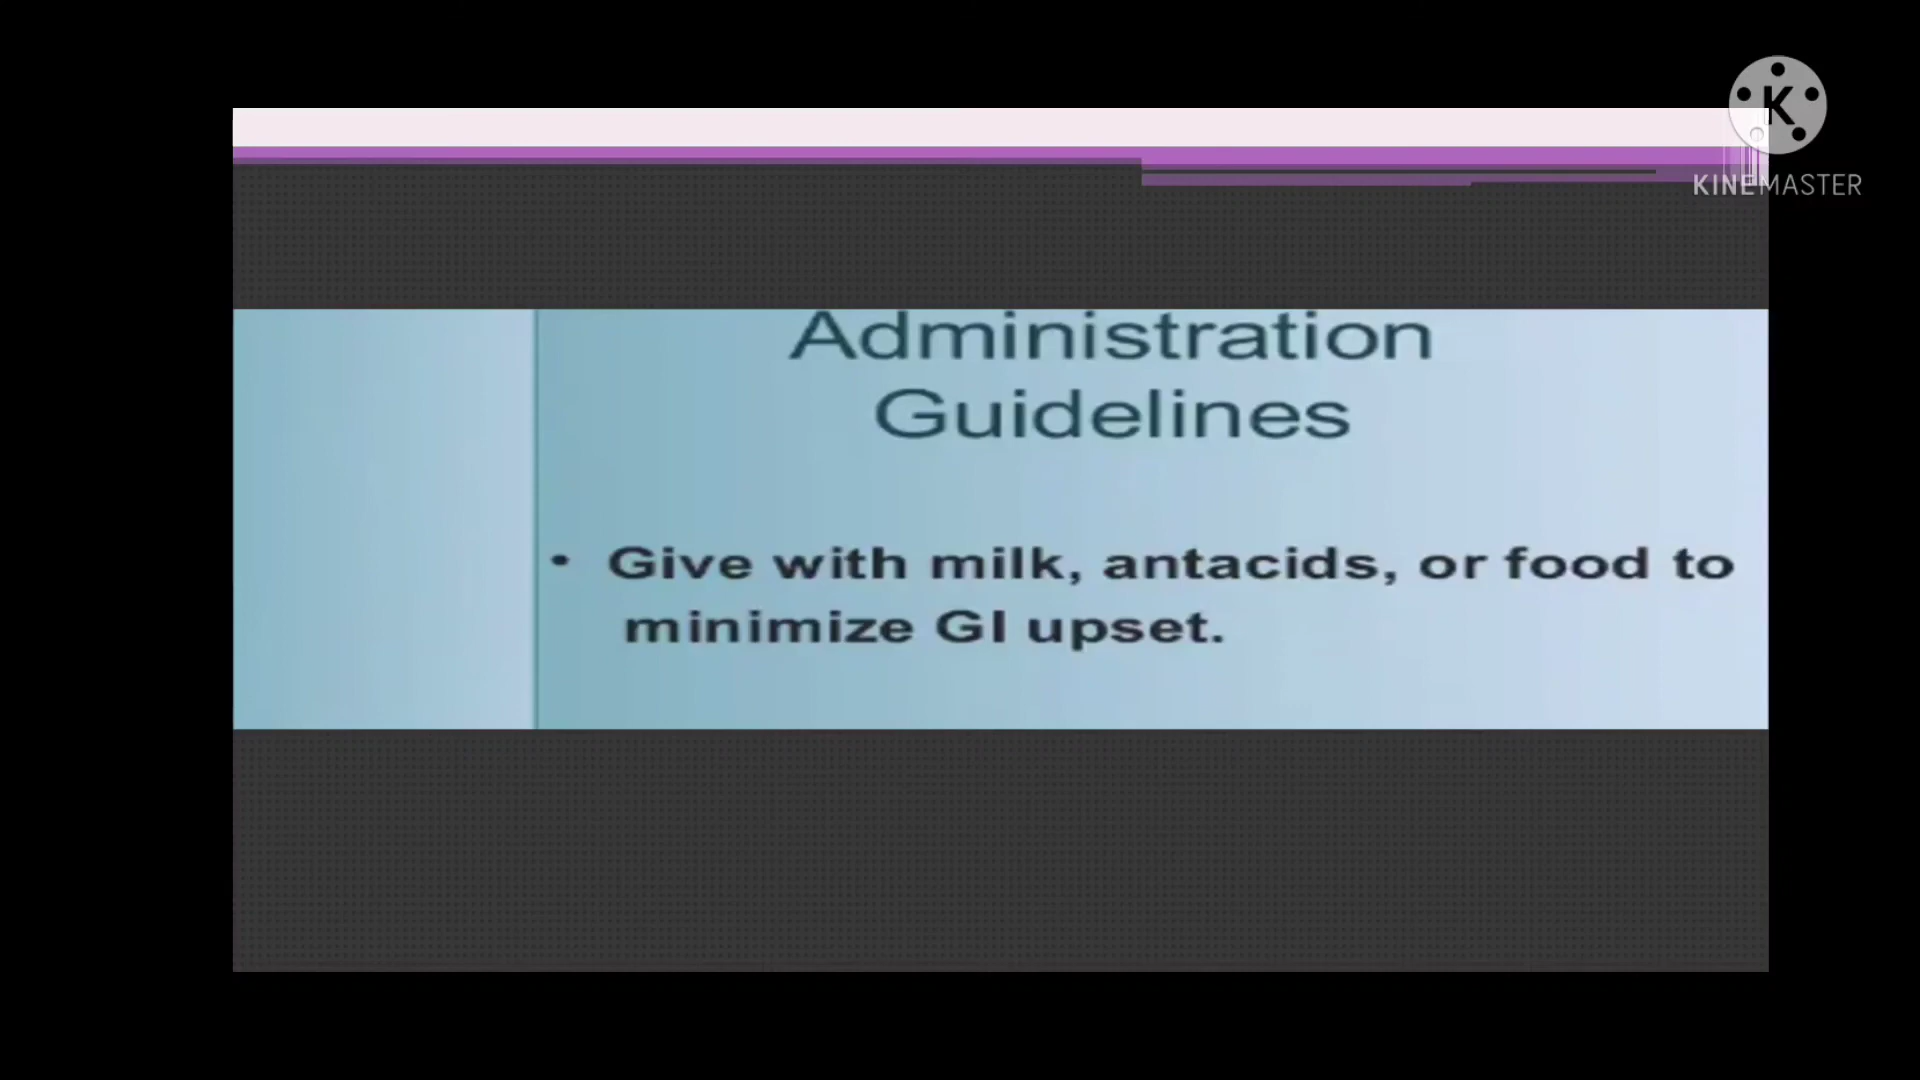 K
KINEMASTER
Administration
Guidelines
• Give with milk, antacids, or food to
minimize GI upset.